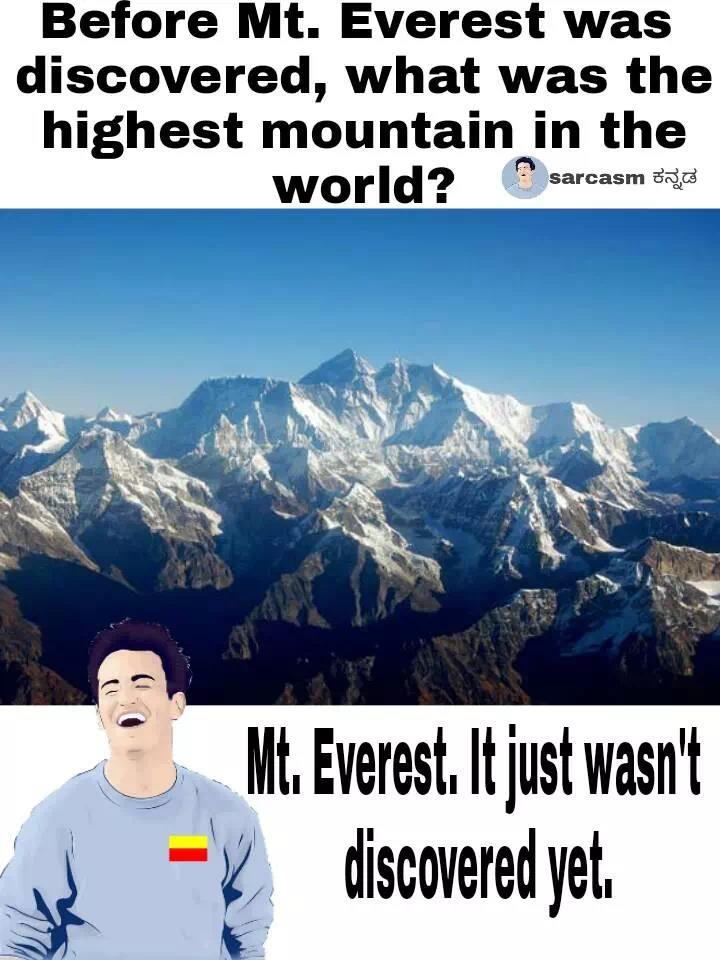 Before Mt. Everest was
discovered, what was the
highest mountain in the
world?
sarcasm ಕನ್ನಡ
Mt. Everest. It just wasn't
discovered yet.